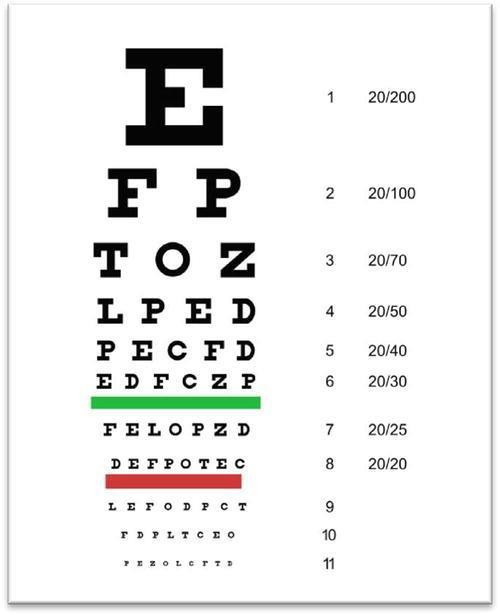 E 1 20/200
F P 2 20/100
T O Z 3 20/70
L P E D 4 20/50
P E C F D 5 20/40
E D F C Z P 6 20/30
F E L O P Z D 7 20/25
D E F P O T E C 8 20/20
L E F O D P C T 9
F D P L T C E O 10
P E Z O L C F T D 11